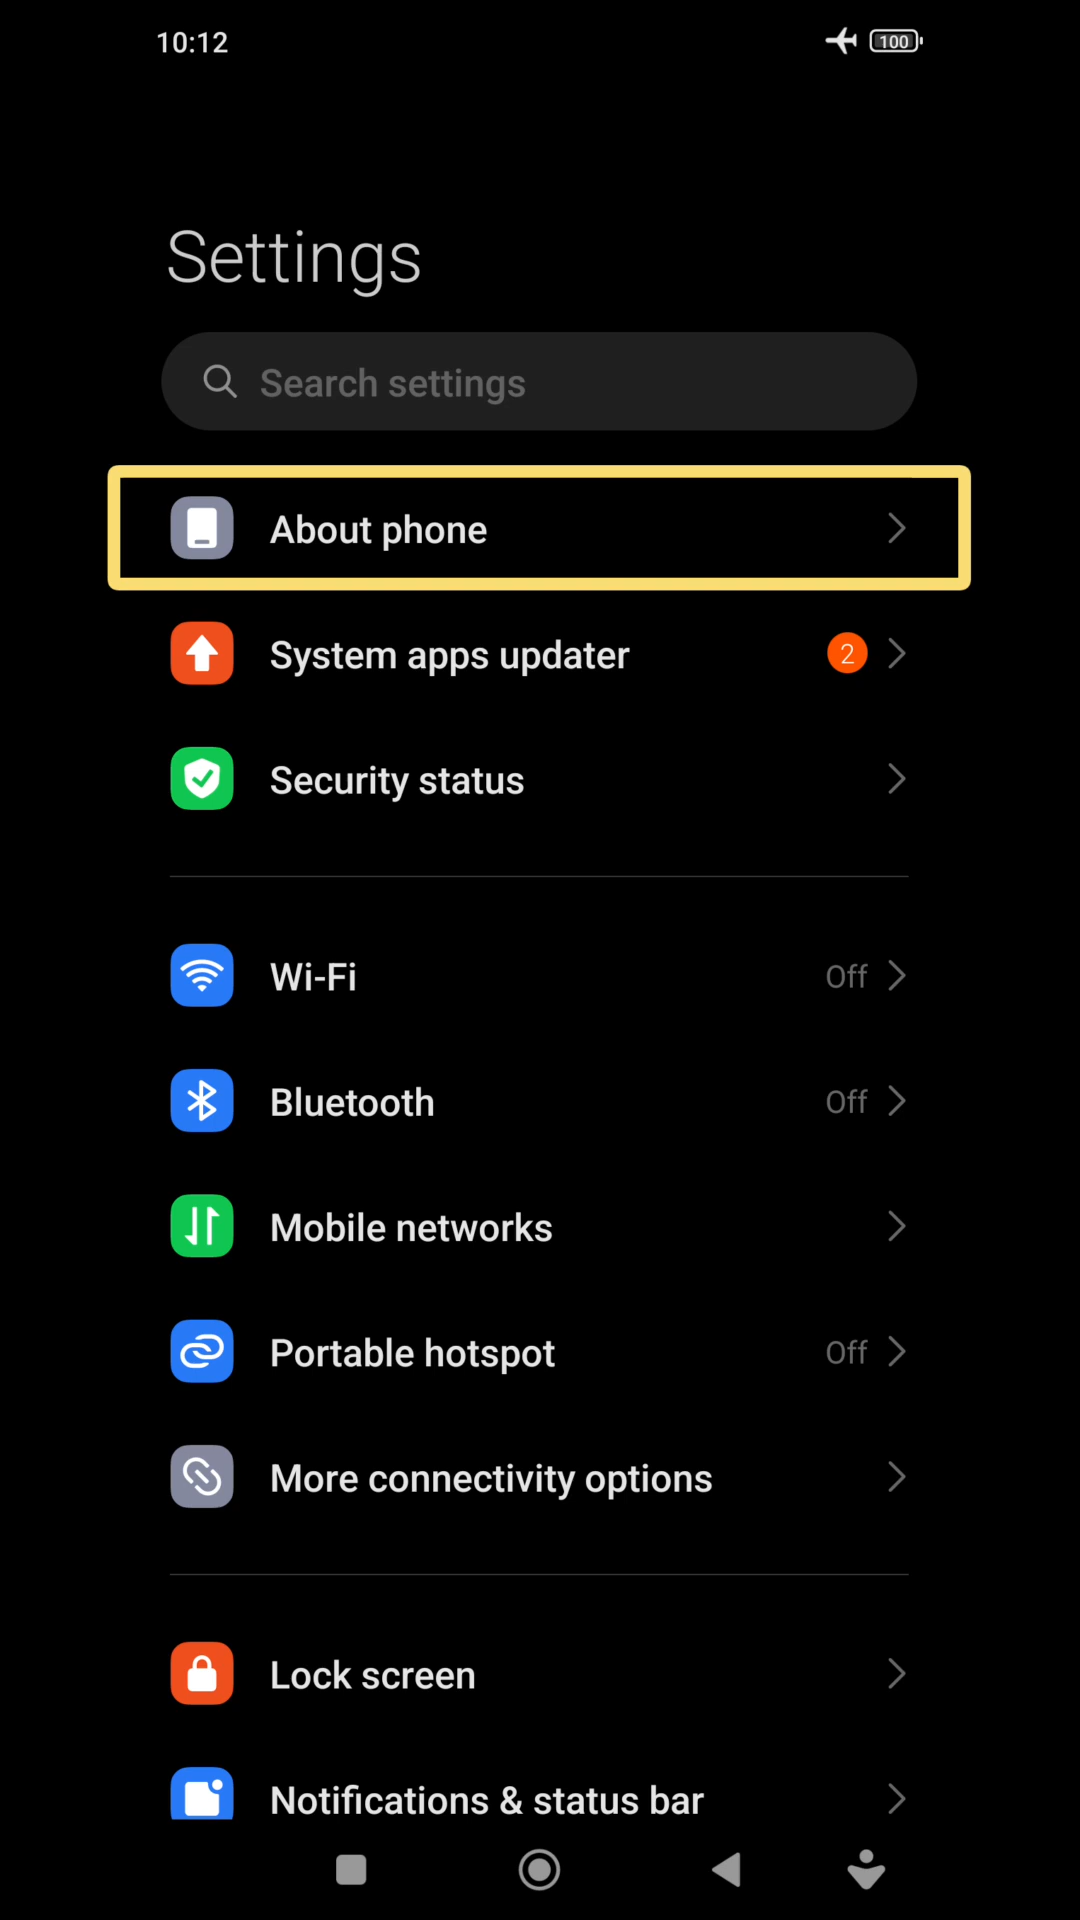 10:12
100
Settings
Search settings
About phone
System apps updater 2
Security status
Wi-Fi Off
Bluetooth Off
Mobile networks
Portable hotspot Off
More connectivity options
Lock screen
Notifications & status bar